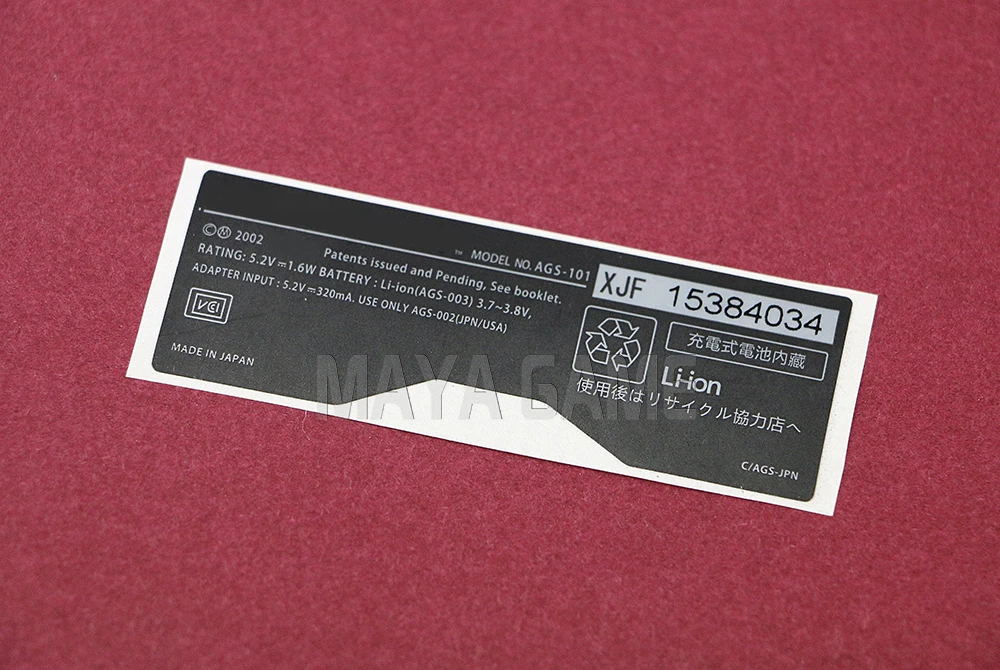 ™ MODEL NO. AGS-101
©Ⓜ 2002
Patents issued and Pending. See booklet.
RATING: 5.2V⎓1.6W BATTERY : Li-ion(AGS-003) 3.7~3.8V,
ADAPTER INPUT : 5.2V⎓320mA. USE ONLY AGS-002(JPN/USA)
VCI
MADE IN JAPAN
XJF 15384034
充電式電池内蔵
Li-ion
使用後はリサイクル協力店へ
C/AGS-JPN
MAYA GAME